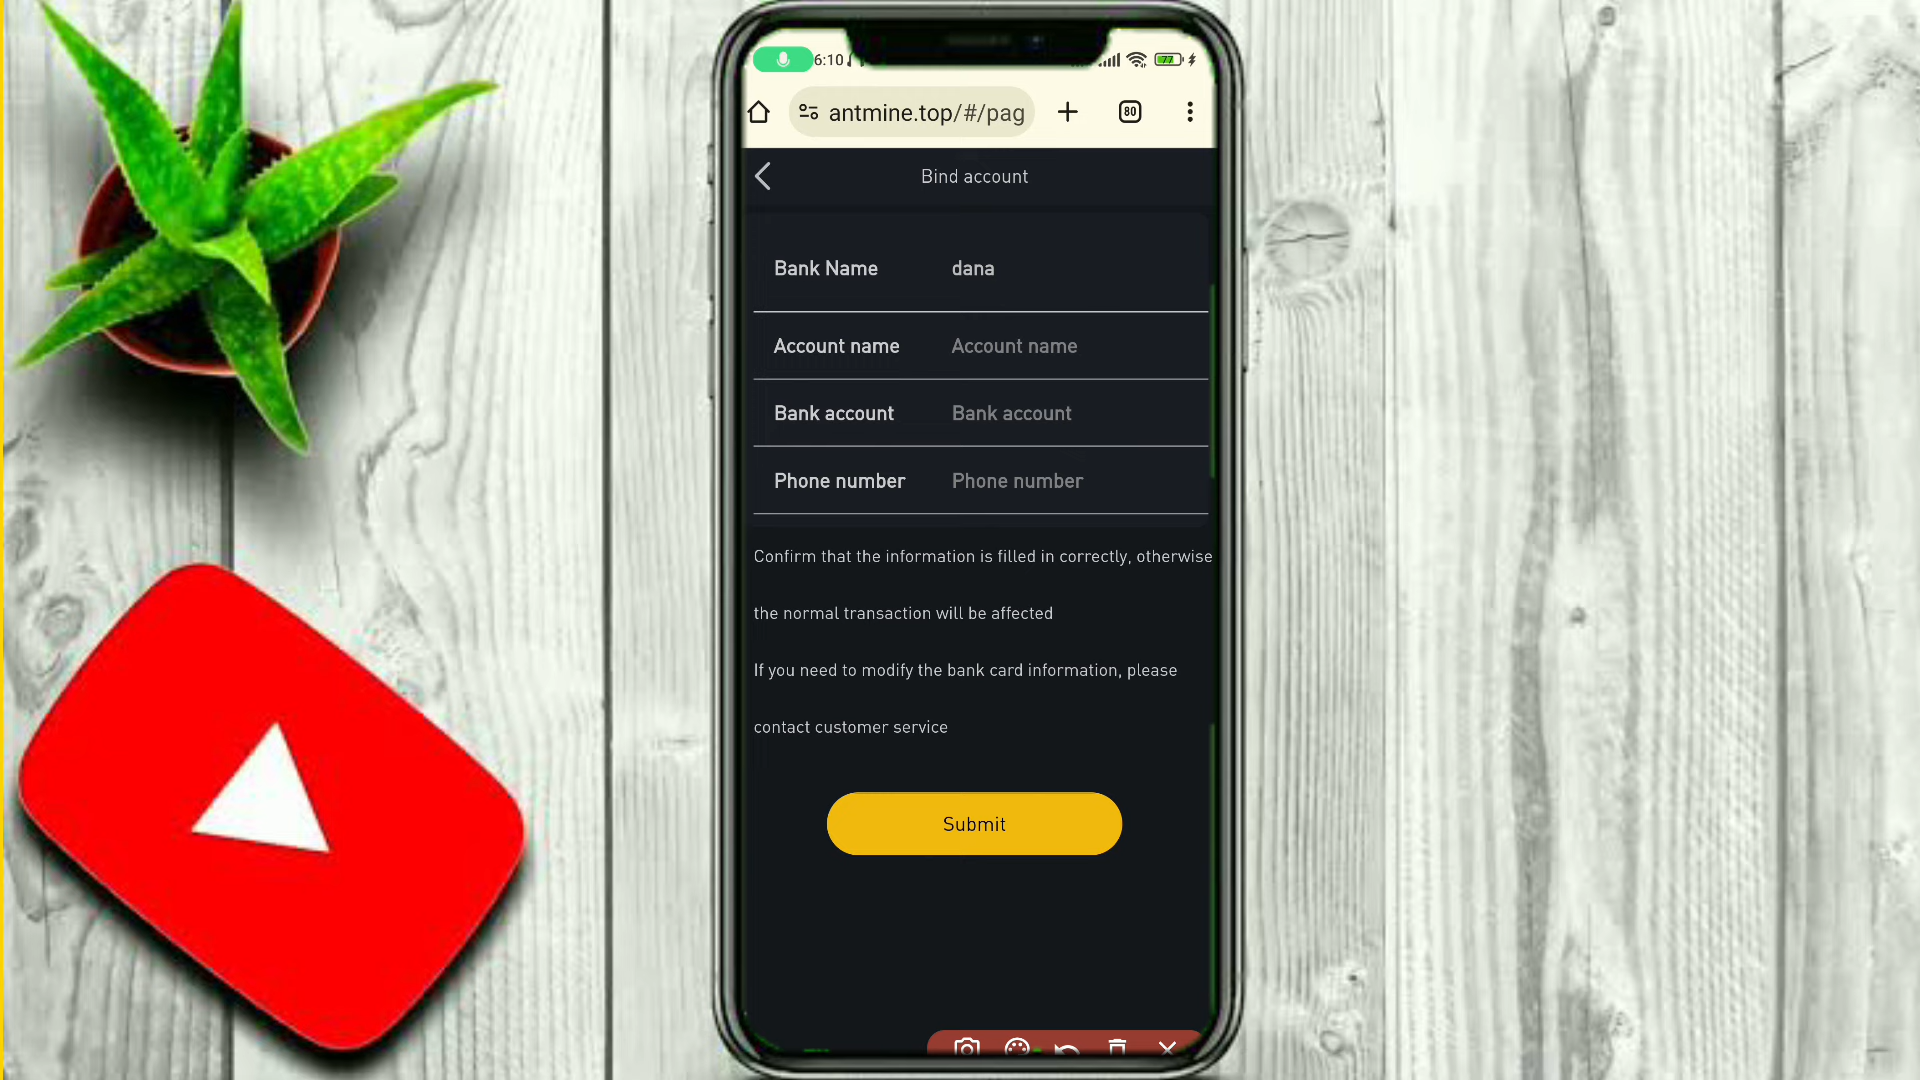 6:10
77
antmine.top/#/pag
80
Bind account
Bank Name dana
Account name Account name
Bank account Bank account
Phone number Phone number
Confirm that the information is filled in correctly, otherwise
the normal transaction will be affected
If you need to modify the bank card information, please
contact customer service
Submit